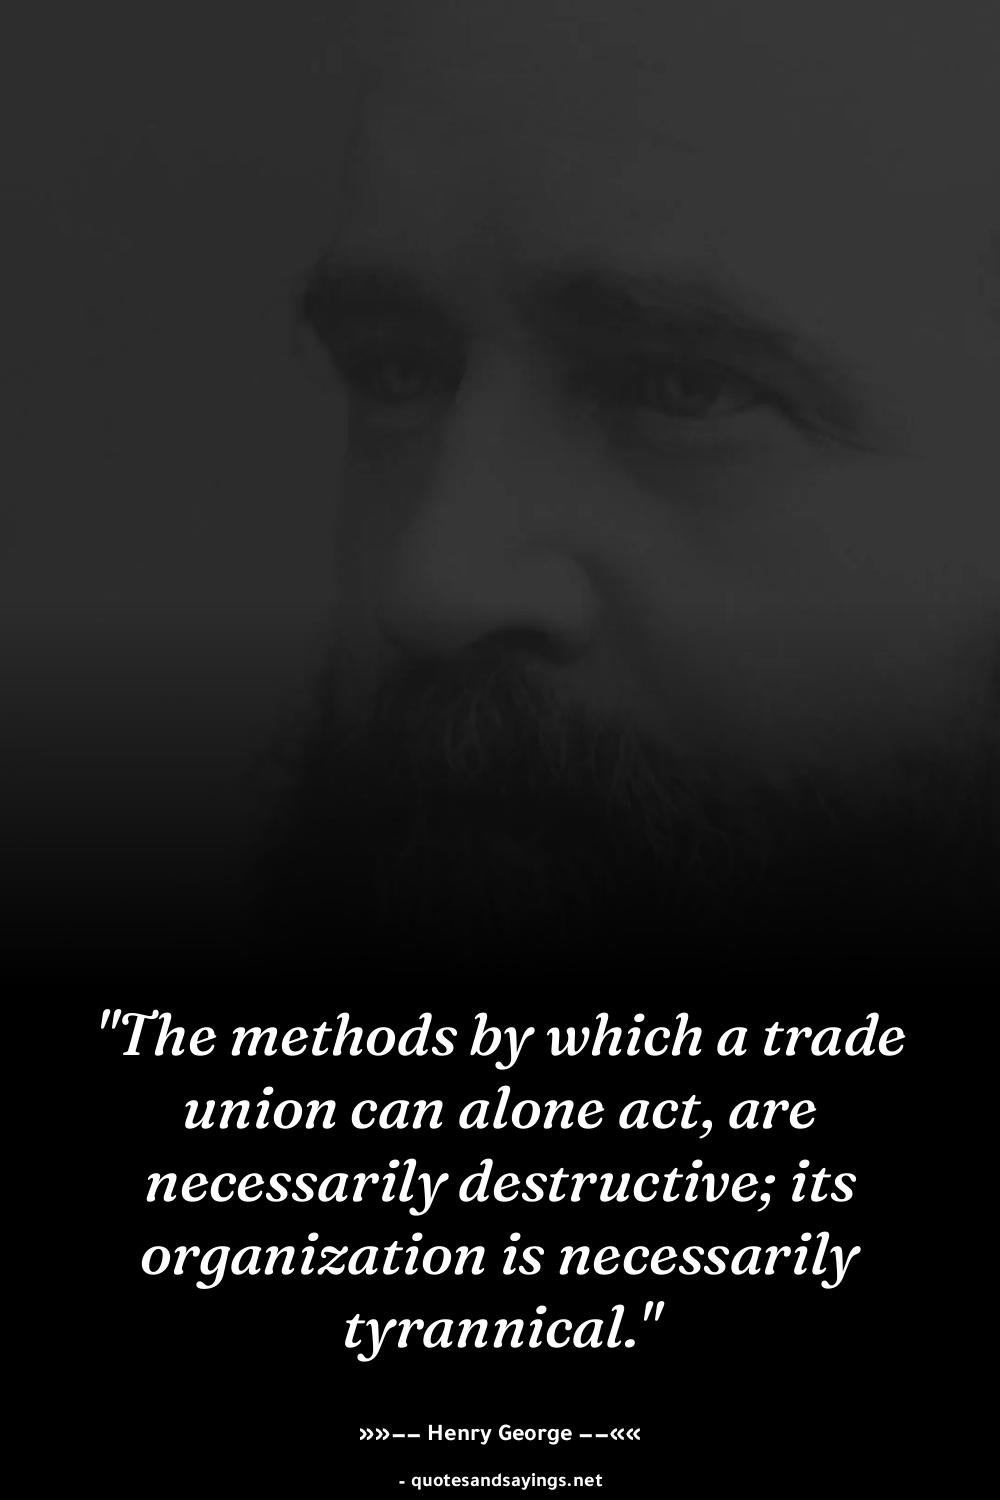 "The methods by which a trade
union can alone act, are
necessarily destructive; its
organization is necessarily
tyrannical."
»»–– Henry George ––««
- quotesandsayings.net